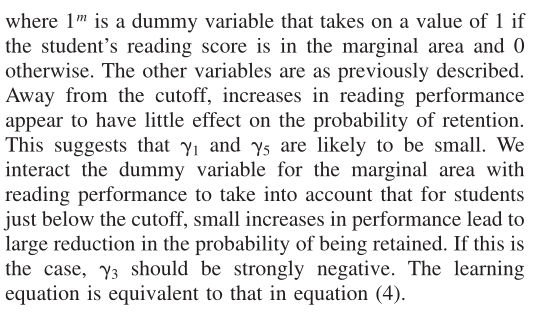 where 1ᵐ is a dummy variable that takes on a value of 1 if
the student's reading score is in the marginal area and 0
otherwise. The other variables are as previously described.
Away from the cutoff, increases in reading performance
appear to have little effect on the probability of retention.
This suggests that γ₁ and γ₅ are likely to be small. We
interact the dummy variable for the marginal area with
reading performance to take into account that for students
just below the cutoff, small increases in performance lead to
large reduction in the probability of being retained. If this is
the case, γ₃ should be strongly negative. The learning
equation is equivalent to that in equation (4).